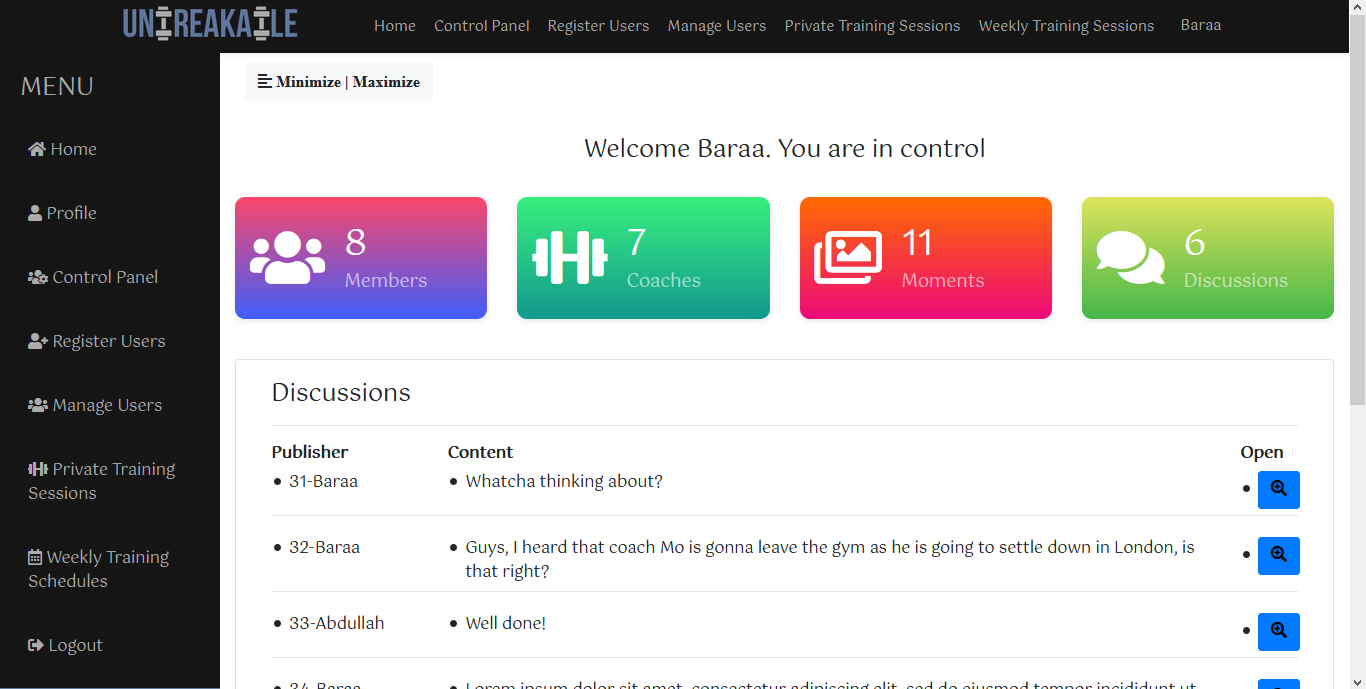 UNBREAKABLE
Home Control Panel Register Users Manage Users Private Training Sessions Weekly Training Sessions Baraa
MENU
Home
Profile
Control Panel
Register Users
Manage Users
Private Training
Sessions
Weekly Training
Schedules
Logout
Minimize | Maximize
Welcome Baraa. You are in control
8
Members
7
Coaches
11
Moments
6
Discussions
Discussions
Publisher Content Open
31-Baraa Whatcha thinking about?
32-Baraa Guys, I heard that coach Mo is gonna leave the gym as he is going to settle down in London, is
that right?
33-Abdullah Well done!
34-Baraa Lorem ipsum dolor sit amet, consectetur adipiscing elit, sed do eiusmod tempor incididunt ut